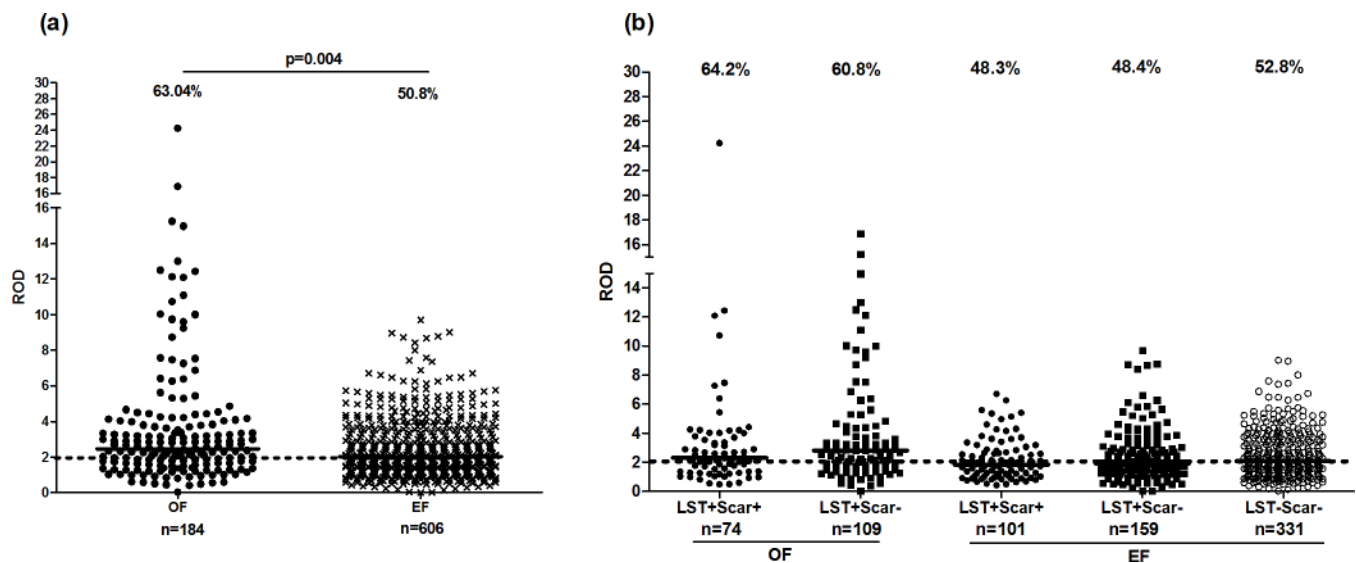 (a)
p=0.004
63.04%
50.8%
30
28
26
24
22
20
18
16
16
14
12
10
8
6
4
2
0
ROD
OF
EF
n=184
n=606
(b)
64.2%
60.8%
48.3%
48.4%
52.8%
30
28
26
24
22
20
18
16
14
12
10
8
6
4
2
0
ROD
LST+Scar+
LST+Scar-
LST+Scar+
LST+Scar-
LST-Scar-
n=74
n=109
n=101
n=159
n=331
OF
EF